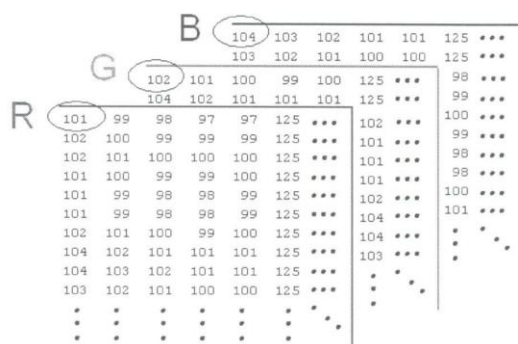 B 104 103 102 101 101 125 •••
103 102 101 100 100 125 •••
G 102 101 100 99 100 125 ••• 98 •••
104 102 101 101 101 125 ••• 99 •••
R 101 99 98 97 97 125 ••• 102 ••• 100 •••
102 100 99 99 99 125 ••• 101 ••• 99 •••
102 101 100 100 100 125 ••• 101 ••• 98 •••
101 100 99 99 100 125 ••• 101 ••• 98 •••
101 99 98 98 99 125 ••• 102 ••• 100 •••
101 99 98 98 99 125 ••• 104 ••• 101 •••
102 101 100 99 100 125 ••• 104 •••
104 102 101 101 101 125 ••• 103 •••
104 103 102 101 101 125 •••
103 102 101 100 100 125 •••